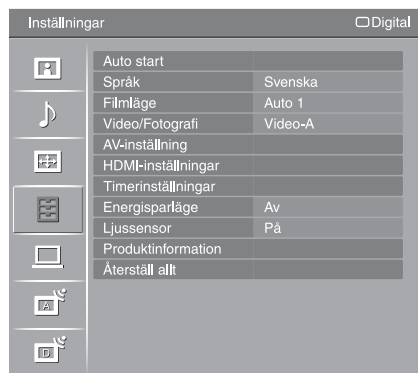 Inställningar Digital
Auto start
Språk Svenska
Filmläge Auto 1
Video/Fotografi Video-A
AV-inställning
HDMI-inställningar
Timerinställningar
Energisparläge Av
Ljussensor På
Produktinformation
Återställ allt
A
D